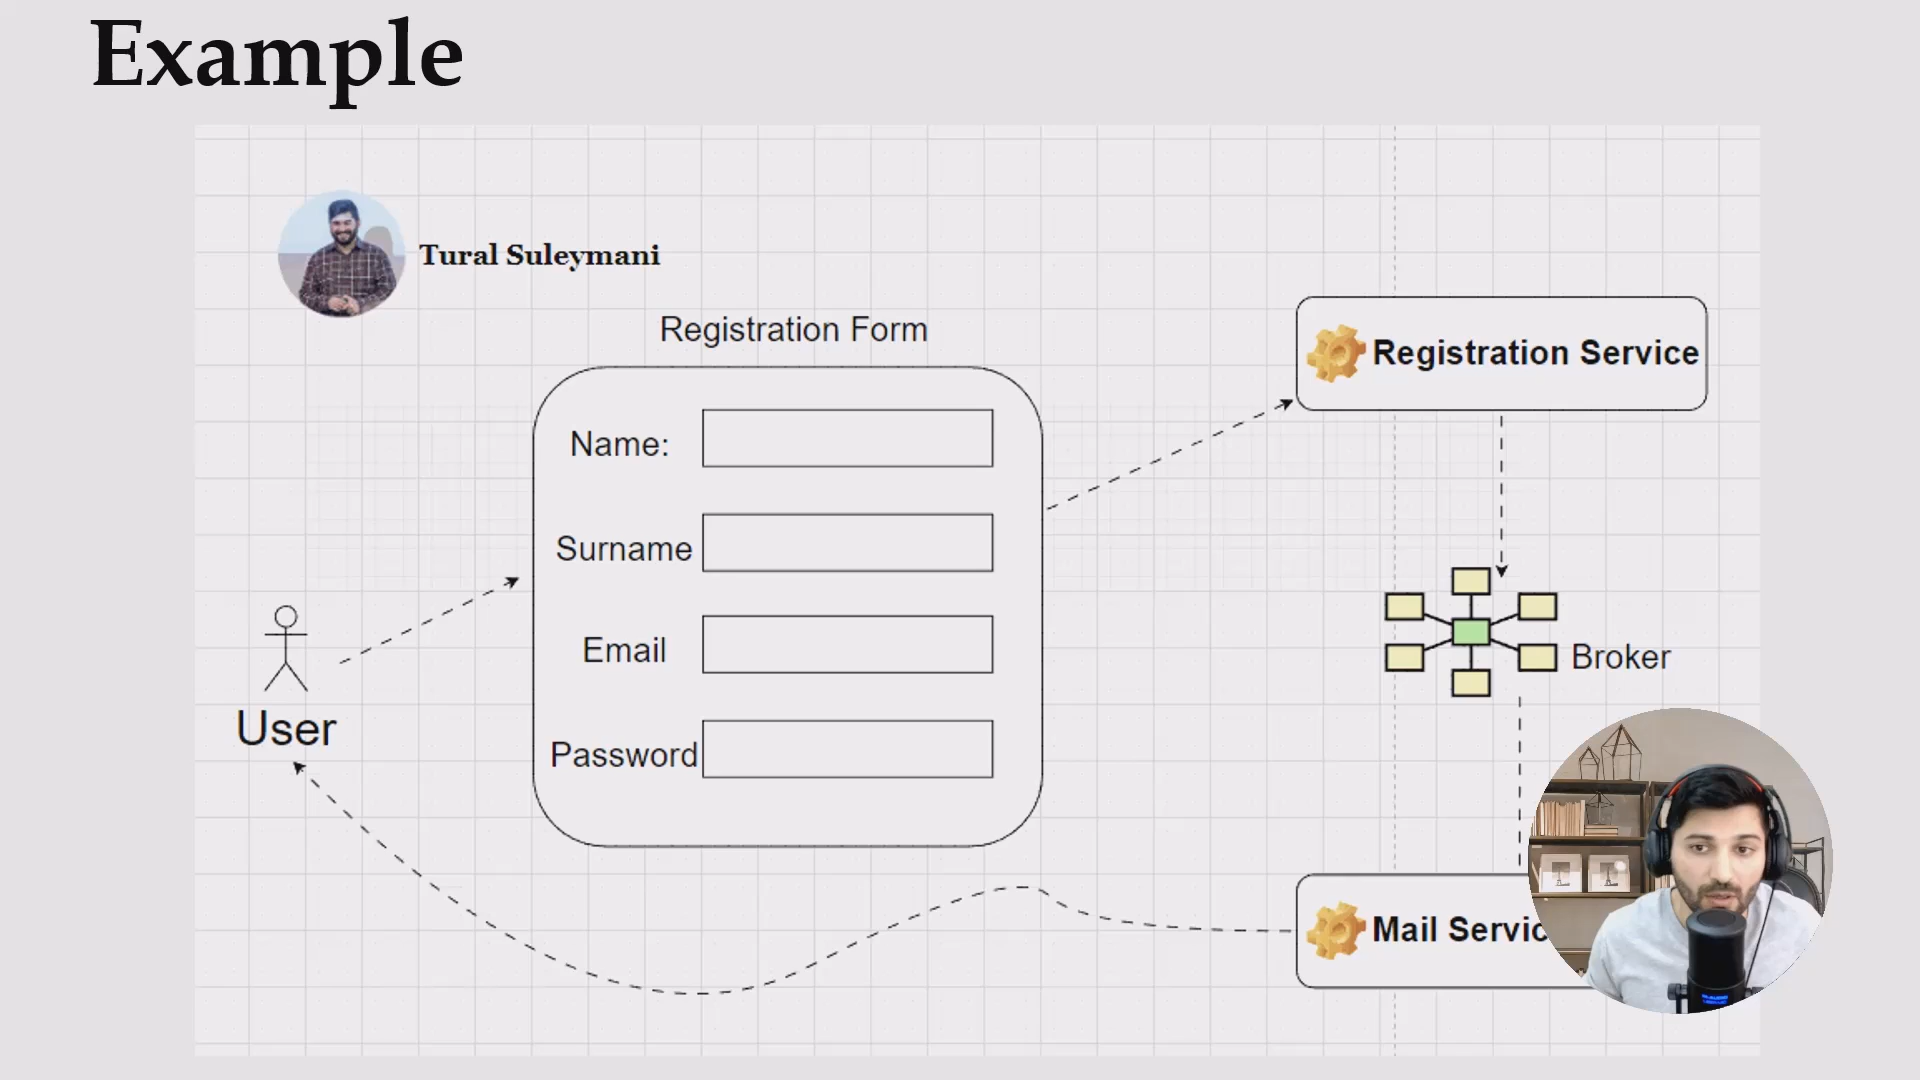 Example
Tural Suleymani
Registration Form
Registration Service
Name:
Surname
Email
Broker
User
Password
Mail Servic